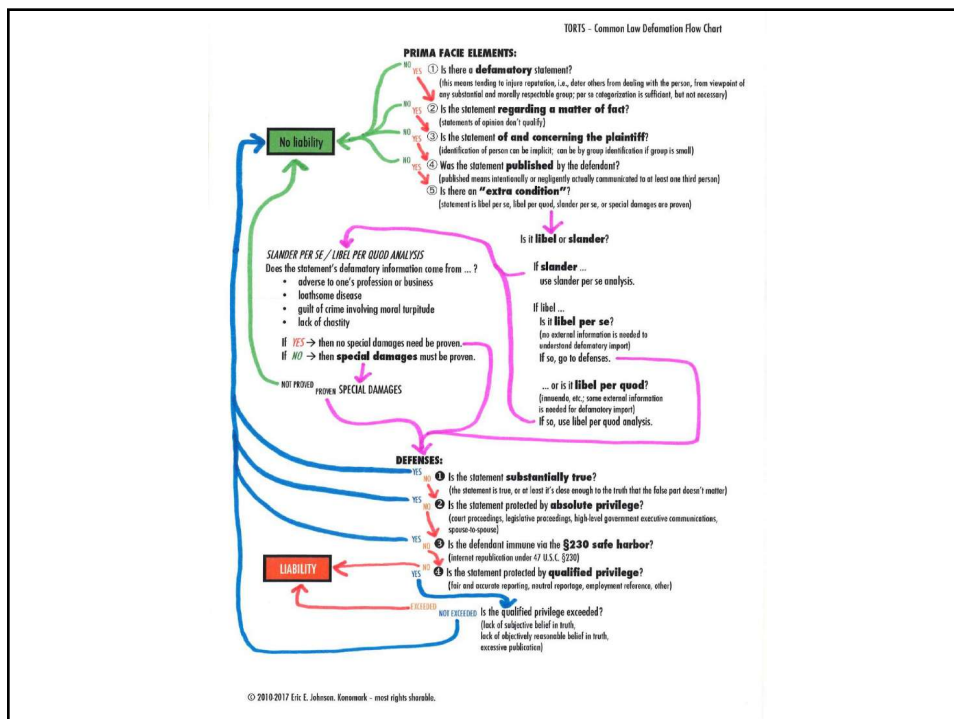 TORTS – Common Law Defamation Flow Chart
PRIMA FACIE ELEMENTS:
NO
YES ① Is there a defamatory statement?
(this means tending to injure reputation, i.e., deter others from dealing with the person, from viewpoint of
any substantial and morally respectable group; per se categorization is sufficient, but not necessary)
NO
YES ② Is the statement regarding a matter of fact?
(statements of opinion don't qualify)
No liability
NO
YES ③ Is the statement of and concerning the plaintiff?
(identification of person can be implicit; can be by group identification if group is small)
NO
YES ④ Was the statement published by the defendant?
(published means intentionally or negligently actually communicated to at least one third person)
⑤ Is there an "extra condition"?
(statement is libel per se, libel per quod, slander per se, or special damages are proven)
Is it libel or slander?
If slander ...
use slander per se analysis.
If libel ...
Is it libel per se?
(no external information is needed to
understand defamatory import)
If so, go to defenses.
... or is it libel per quod?
(innuendo, etc.; some external information
is needed for defamatory import)
If so, use libel per quod analysis.
SLANDER PER SE / LIBEL PER QUOD ANALYSIS
Does the statement's defamatory information come from ... ?
• adverse to one's profession or business
• loathsome disease
• guilt of crime involving moral turpitude
• lack of chastity
If YES → then no special damages need be proven.
If NO → then special damages must be proven.
NOT PROVED PROVEN SPECIAL DAMAGES
DEFENSES:
YES
NO ❶ Is the statement substantially true?
(the statement is true, or at least it's close enough to the truth that the false part doesn't matter)
YES
NO ❷ Is the statement protected by absolute privilege?
(court proceedings, legislative proceedings, high-level government executive communications,
spouse-to-spouse)
YES
NO ❸ Is the defendant immune via the §230 safe harbor?
(internet republication under 47 U.S.C. §230)
LIABILITY
NO
YES ❹ Is the statement protected by qualified privilege?
(fair and accurate reporting, neutral reportage, employment reference, other)
EXCEEDED NOT EXCEEDED Is the qualified privilege exceeded?
(lack of subjective belief in truth,
lack of objectively reasonable belief in truth,
excessive publication)
© 2010-2017 Eric E. Johnson. Konomark – most rights sharable.